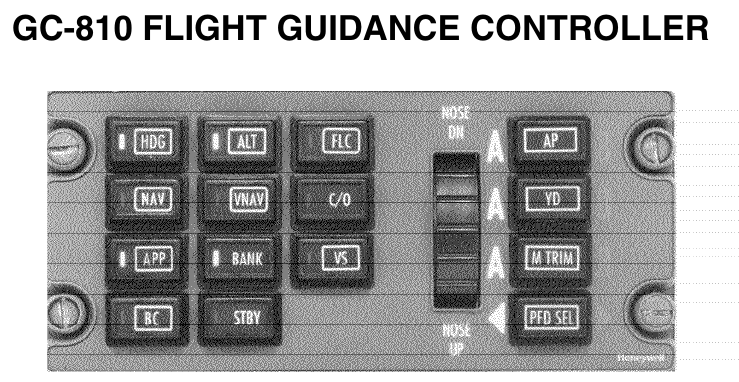 GC-810 FLIGHT GUIDANCE CONTROLLER
NOSE
DN
HDG ALT FLC A AP
NAV VNAV C/O A YD
APP BANK VS A M TRIM
BC STBY PFD SEL
NOSE
UP
Honeywell